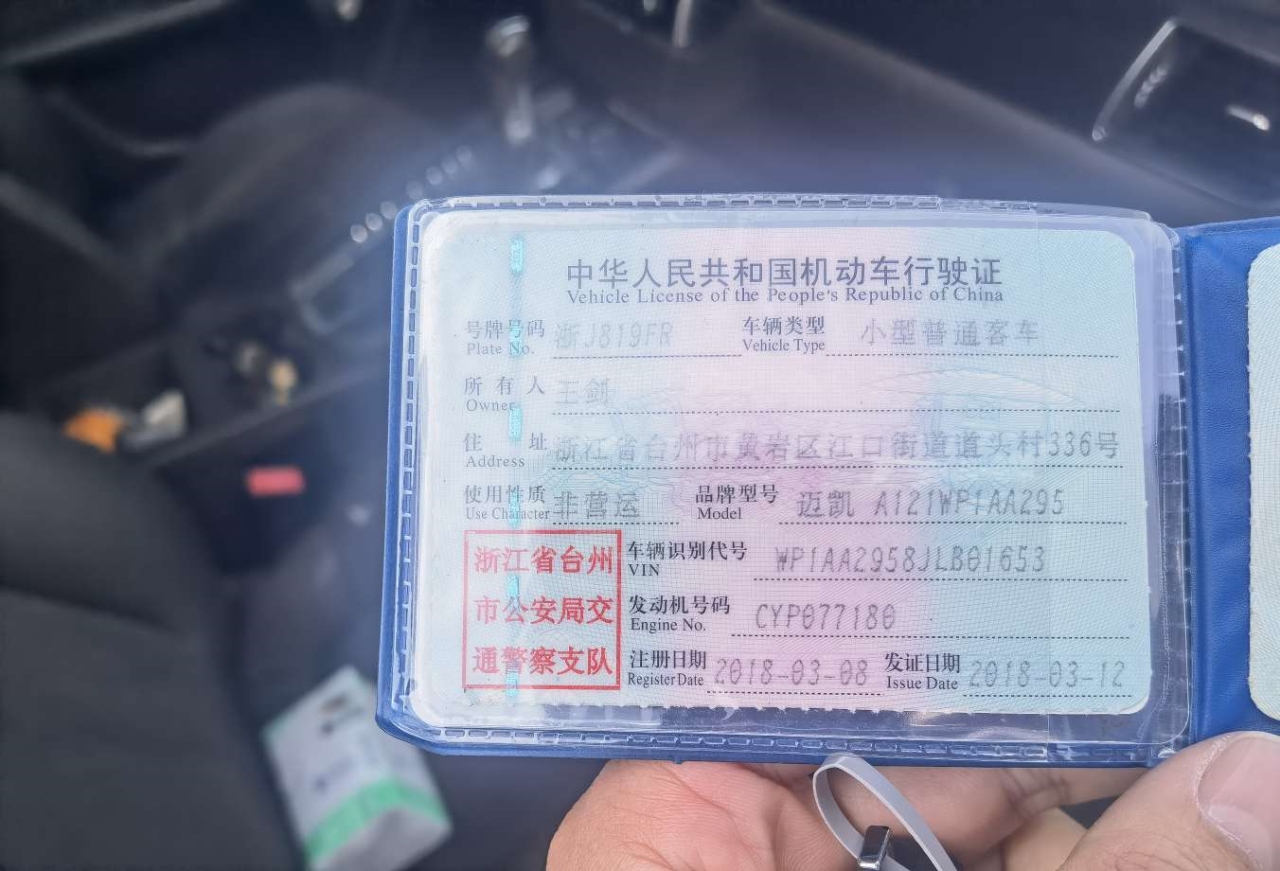 中华人民共和国机动车行驶证
Vehicle License of the People's Republic of China
号牌号码 浙J819FR 车辆类型 小型普通客车
Plate No. Vehicle Type
所有人 王剑
Owner
住址 浙江省台州市黄岩区江口街道道头村336号
Address
使用性质 非营运 品牌型号 迈凯 A121WP1AA295
Use Character Model
浙江省台州
市公安局交
通警察支队
车辆识别代号 WP1AA2958JLB01653
VIN
发动机号码 CYP077180
Engine No.
注册日期 2018-03-08 发证日期 2018-03-12
Register Date Issue Date